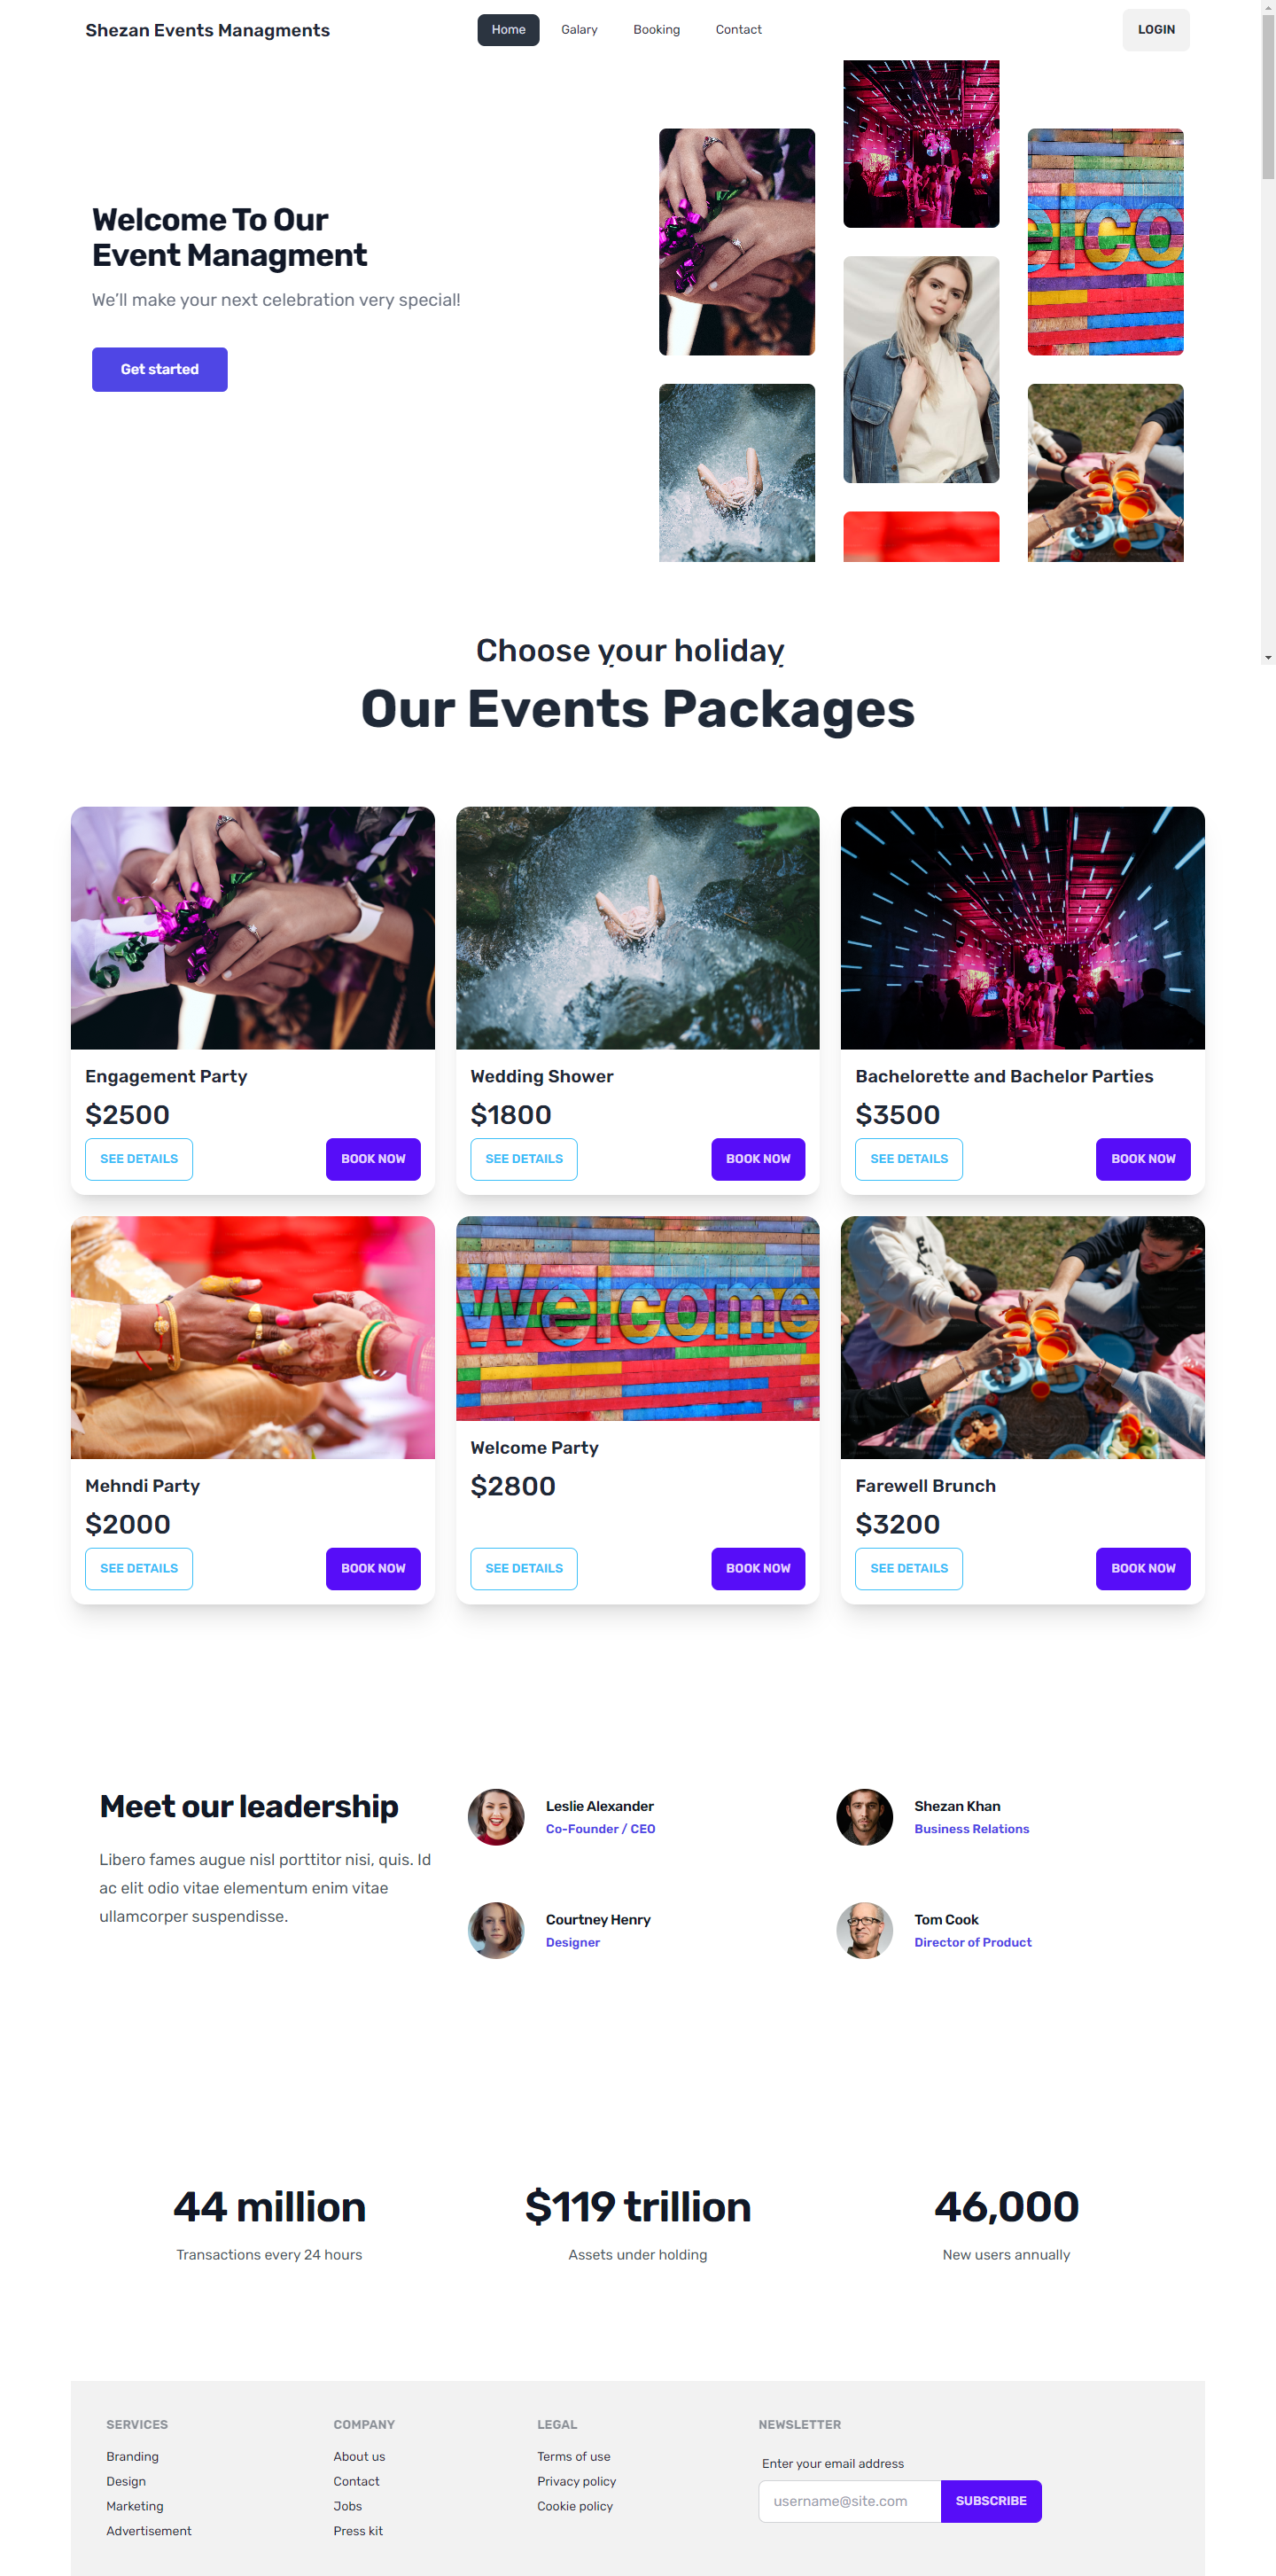 Shezan Events Managments
Home
Galary
Booking
Contact
LOGIN
Welcome To Our
Event Managment
We'll make your next celebration very special!
Get started
elco
Choose your holiday
Our Events Packages
Engagement Party
$2500
SEE DETAILS
BOOK NOW
Wedding Shower
$1800
SEE DETAILS
BOOK NOW
Bachelorette and Bachelor Parties
$3500
SEE DETAILS
BOOK NOW
Mehndi Party
$2000
SEE DETAILS
BOOK NOW
Welcome
Welcome Party
$2800
SEE DETAILS
BOOK NOW
Farewell Brunch
$3200
SEE DETAILS
BOOK NOW
Meet our leadership
Libero fames augue nisl porttitor nisi, quis. Id
ac elit odio vitae elementum enim vitae
ullamcorper suspendisse.
Leslie Alexander
Co-Founder / CEO
Shezan Khan
Business Relations
Courtney Henry
Designer
Tom Cook
Director of Product
44 million
Transactions every 24 hours
$119 trillion
Assets under holding
46,000
New users annually
SERVICES
Branding
Design
Marketing
Advertisement
COMPANY
About us
Contact
Jobs
Press kit
LEGAL
Terms of use
Privacy policy
Cookie policy
NEWSLETTER
Enter your email address
username@site.com
SUBSCRIBE